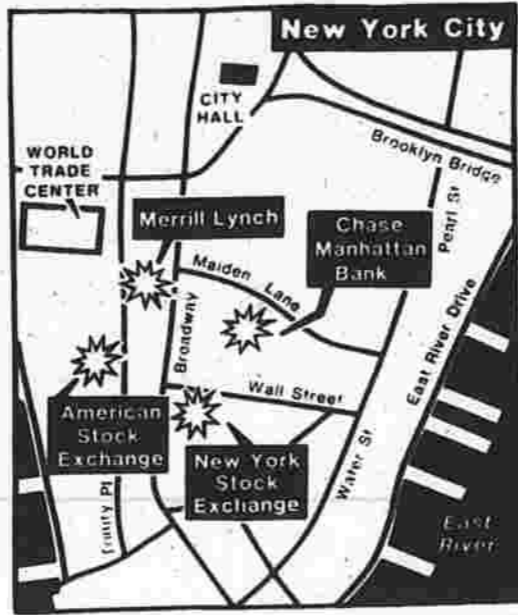 New York City
CITY
HALL
WORLD
TRADE
CENTER
Brooklyn Bridge
Merrill Lynch
Chase
Manhattan
Bank
Pearl St
Maiden Lane
Broadway
East River Drive
Wall Street
American
Stock
Exchange
New York
Stock
Exchange
Water St
Trinity Pl
East
River